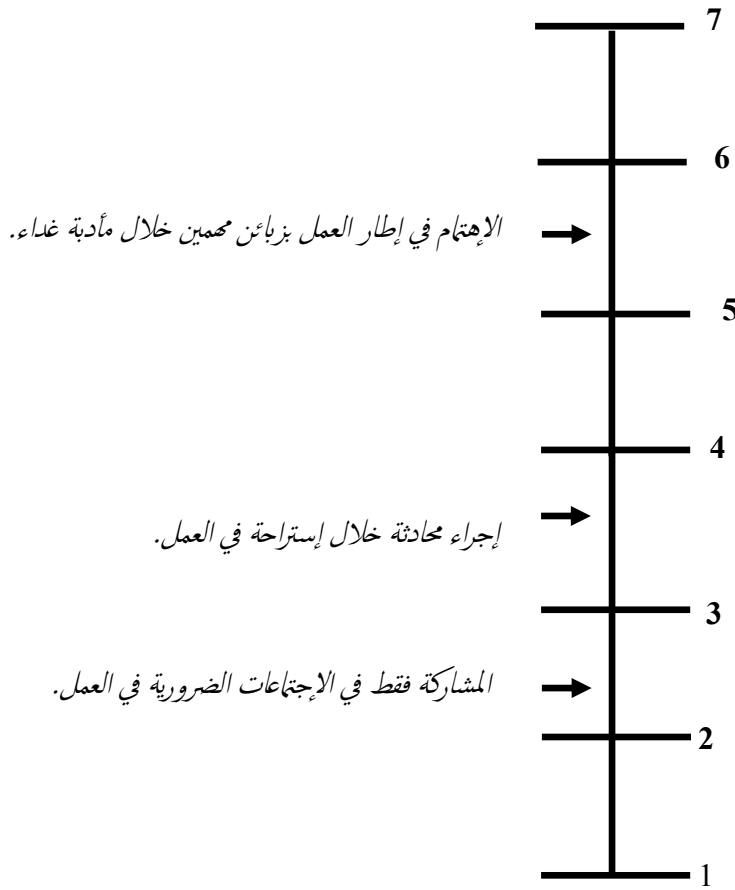 7
6
الإهتمام في إطار العمل بزبائن مهمين خلال مأدبة غداء.
5
4
إجراء محادثة خلال إستراحة في العمل.
3
المشاركة فقط في الاجتماعات الضرورية في العمل.
2
1